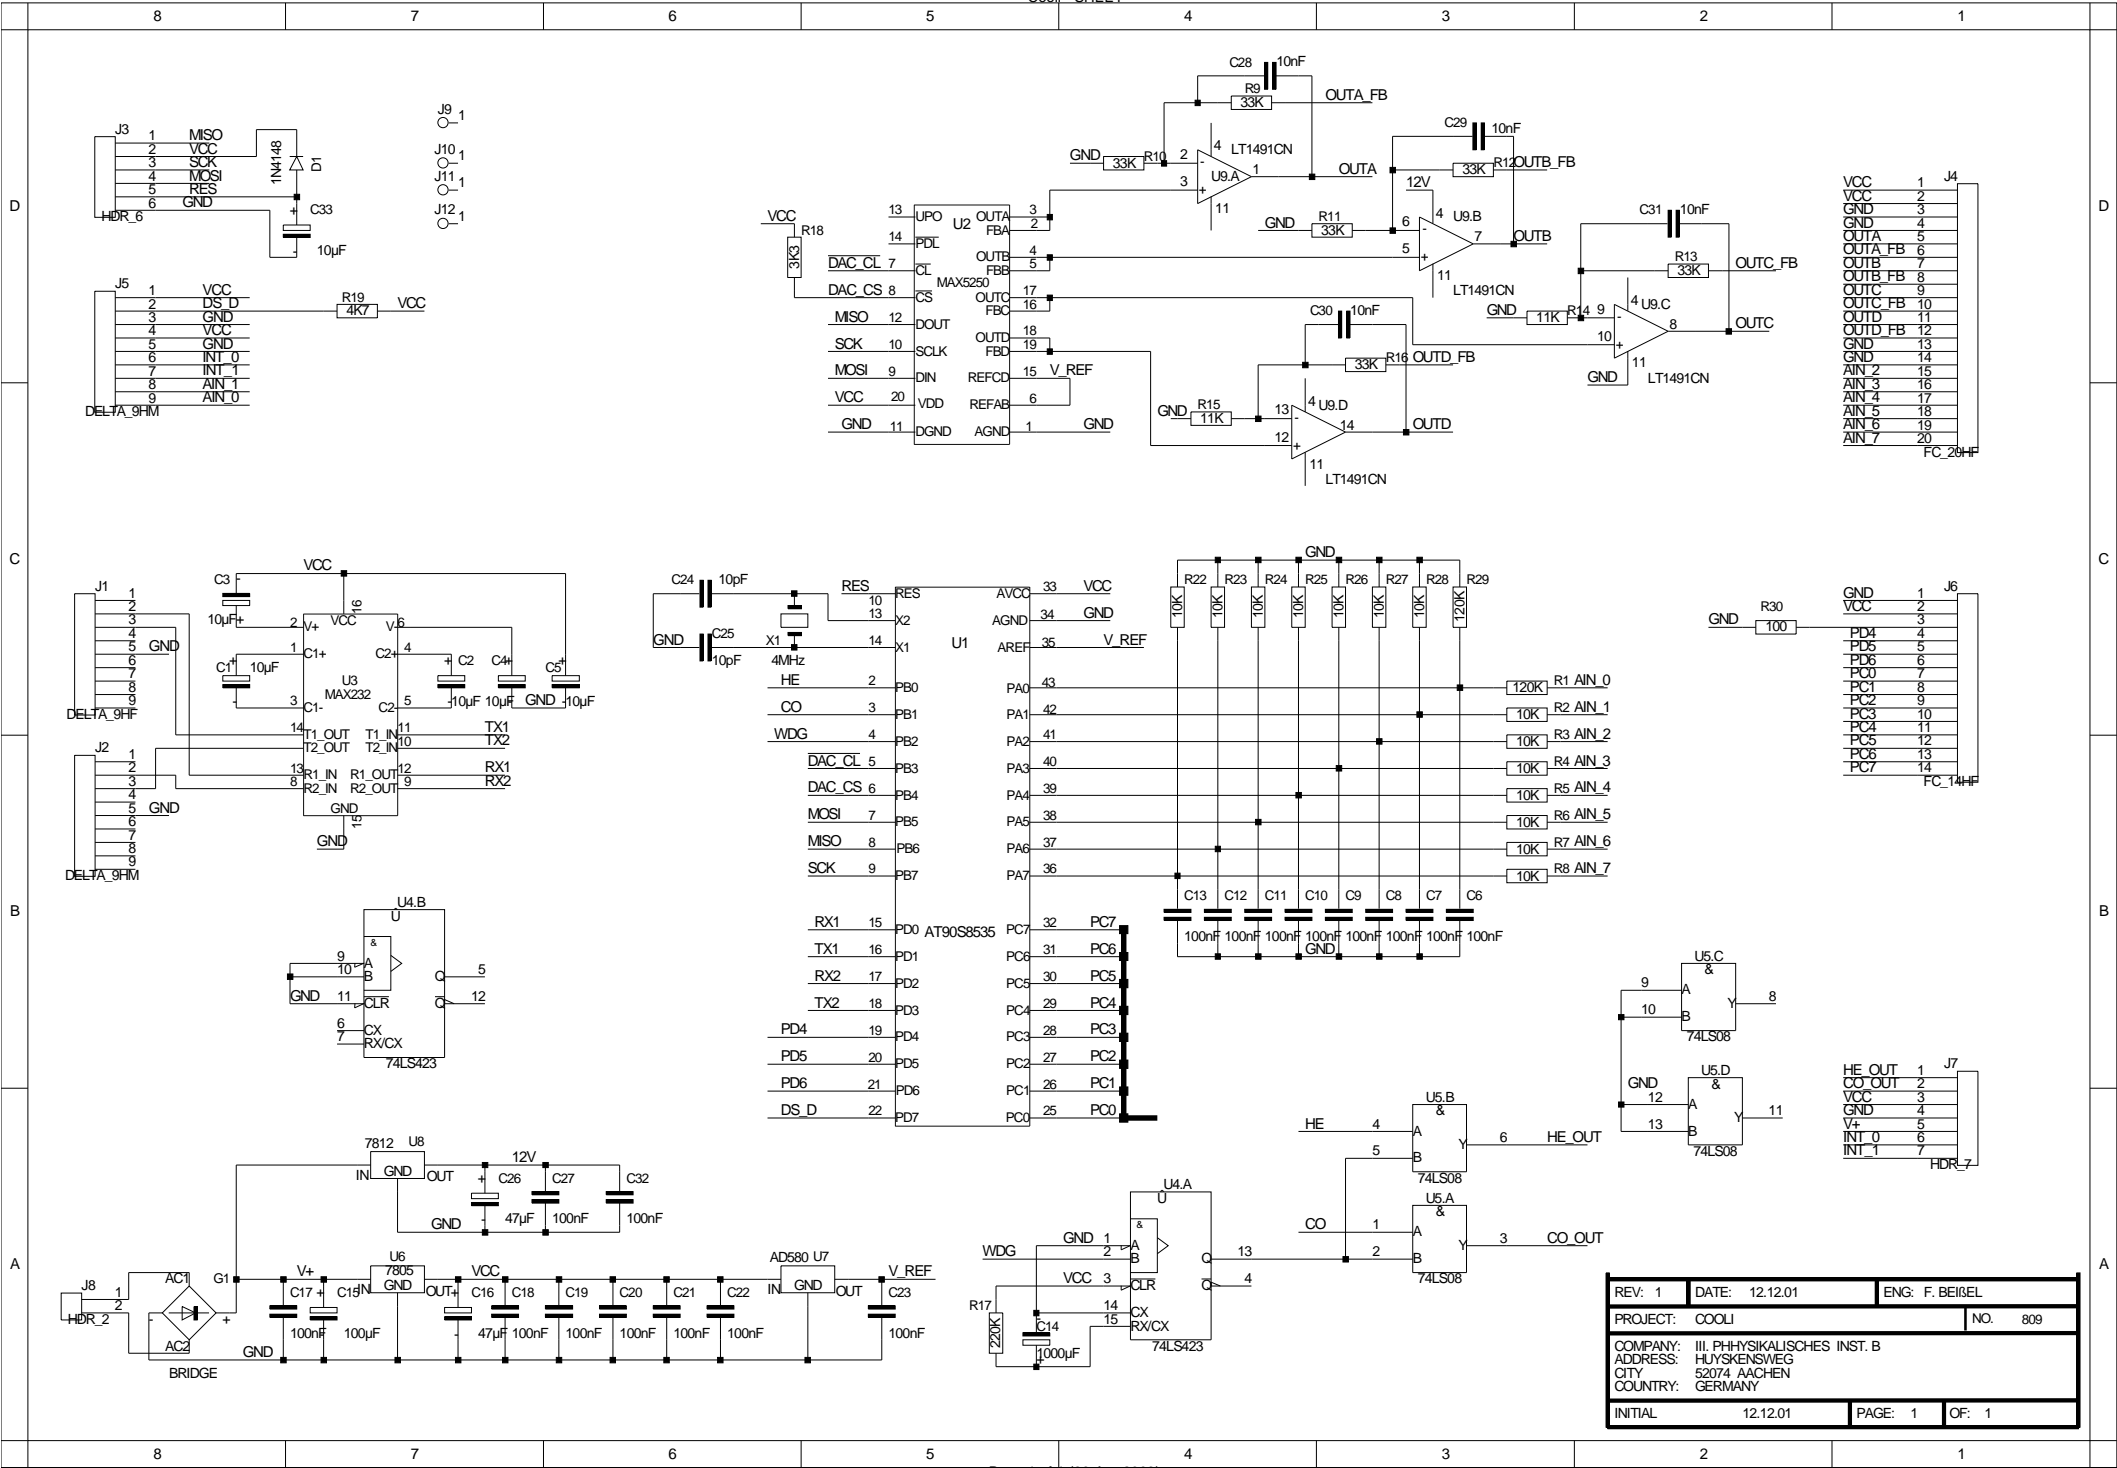 8 7 6 5 4 3 2 1
D
C
B
A
J3
1 MISO
2 VCC
3 SCK
4 MOSI
5 RES
6 GND
HDR_6
1N4148
D1
+ C33
10µF
-
J9 1
J10 1
J11 1
J12 1
J5
1 VCC
2 DS_D
3 GND
4 VCC
5 GND
6 INT_0
7 INT_1
8 AIN_1
9 AIN_0
DELTA_9HM
R19
4K7
VCC
VCC
R18
3K3
U2
MAX5250
13 UPO
14 PDL
DAC_CL 7 CL
DAC_CS 8 CS
MISO 12 DOUT
SCK 10 SCLK
MOSI 9 DIN
VCC 20 VDD
GND 11 DGND
OUTA 3
FBA 2
OUTB 4
FBB 5
OUTC 17
FBC 16
OUTD 18
FBD 19
REFCD 15 V_REF
REFAB 6
AGND 1 GND
C28 10nF
R9
33K
OUTA_FB
GND 33K R10
2 - 4 LT1491CN
3 + U9.A 1 OUTA
11
C29 10nF
R12 OUTB_FB
33K
12V
GND R11 33K
6 - 4 U9.B
5 + 7 OUTB
11
LT1491CN
C31 10nF
R13
33K
OUTC_FB
GND 11K R14
9 - 4 U9.C
10 + 8 OUTC
11
GND
LT1491CN
C30 10nF
33K R16 OUTD_FB
GND R15 11K
13 - 4 U9.D
12 + 14 OUTD
11
LT1491CN
J4
VCC 1
VCC 2
GND 3
GND 4
OUTA 5
OUTA_FB 6
OUTB 7
OUTB_FB 8
OUTC 9
OUTC_FB 10
OUTD 11
OUTD_FB 12
GND 13
GND 14
AIN_2 15
AIN_3 16
AIN_4 17
AIN_5 18
AIN_6 19
AIN_7 20
FC_20HF
J1
1
2
3
4
5 GND
6
7
8
9
DELTA_9HF
J2
1
2
3
4
5 GND
6
7
8
9
DELTA_9HM
C3 -
10µF+
VCC
16
VCC
2 V+
V- 6
1 C1+
C2+ 4
U3
MAX232
3 C1-
C2- 5
14 T1_OUT T1_IN 11 TX1
T2_OUT T2_IN 10 TX2
13 R1_IN R1_OUT 12 RX1
8 R2_IN R2_OUT 9 RX2
GND
15
GND
C1 + 10µF -
+ C2 -10µF
C4+ 10µF
C5 + -10µF
GND
C24 10pF
C25 10pF
GND
X1
4MHz
U1
AT90S8535
RES 10 RES
13 X2
14 X1
HE 2 PB0
CO 3 PB1
WDG 4 PB2
DAC_CL 5 PB3
DAC_CS 6 PB4
MOSI 7 PB5
MISO 8 PB6
SCK 9 PB7
RX1 15 PD0
TX1 16 PD1
RX2 17 PD2
TX2 18 PD3
PD4 19 PD4
PD5 20 PD5
PD6 21 PD6
DS_D 22 PD7
AVCC 33 VCC
AGND 34 GND
AREF 35 V_REF
PA0 43
PA1 42
PA2 41
PA3 40
PA4 39
PA5 38
PA6 37
PA7 36
PC7 32 PC7
PC6 31 PC6
PC5 30 PC5
PC4 29 PC4
PC3 28 PC3
PC2 27 PC2
PC1 26 PC1
PC0 25 PC0
GND
R22 R23 R24 R25 R26 R27 R28 R29
10K 10K 10K 10K 10K 10K 10K 120K
120K R1 AIN_0
10K R2 AIN_1
10K R3 AIN_2
10K R4 AIN_3
10K R5 AIN_4
10K R6 AIN_5
10K R7 AIN_6
10K R8 AIN_7
C13 C12 C11 C10 C9 C8 C7 C6
100nF 100nF 100nF 100nF 100nF 100nF 100nF 100nF
GND
GND R30 100
J6
GND 1
VCC 2
3
PD4 4
PD5 5
PD6 6
PC0 7
PC1 8
PC2 9
PC3 10
PC4 11
PC5 12
PC6 13
PC7 14
FC_14HF
U4.B
Û
&
9 A
10 B
GND 11 CLR
6 CX
7 RX/CX
Q 5
Q 12
74LS423
U5.C
&
9 A
10 B
Y 8
74LS08
U5.D
&
GND
12 A
13 B
Y 11
74LS08
J7
HE_OUT 1
CO_OUT 2
VCC 3
GND 4
V+ 5
INT_0 6
INT_1 7
HDR_7
U5.B
&
HE 4 A
5 B
Y 6 HE_OUT
74LS08
U5.A
&
CO 1 A
2 B
Y 3 CO_OUT
74LS08
U4.A
Û
&
GND 1 A
WDG 2 B
VCC 3 CLR
14 CX
15 RX/CX
Q 13
Q 4
74LS423
R17
220K
C14
1000µF
+
7812 U8
IN GND OUT
12V
+ C26 C27 C32
- 47µF 100nF 100nF
GND
J8
1
2
HDR_2
AC1
AC2
G1
- +
BRIDGE
V+
C17 + C15
100nF 100µF
U6
7805
IN GND OUT
VCC
+ C16 C18 C19 C20 C21 C22
- 47µF 100nF 100nF 100nF 100nF 100nF
AD580 U7
IN GND OUT
V_REF
C23
100nF
GND
REV: 1 DATE: 12.12.01 ENG: F. BEIßEL
PROJECT: COOLI NO. 809
COMPANY: III. PHHYSIKALISCHES INST. B
ADDRESS: HUYSKENSWEG
CITY 52074 AACHEN
COUNTRY: GERMANY
INITIAL 12.12.01 PAGE: 1 OF: 1
8 7 6 5 4 3 2 1